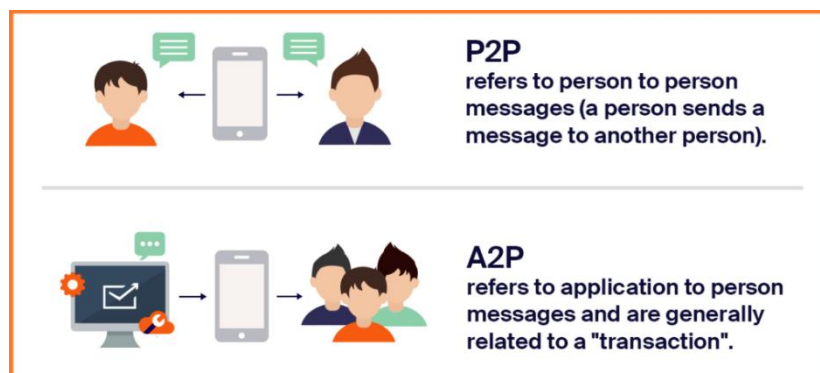 P2P
refers to person to person
messages (a person sends a
message to another person).
A2P
refers to application to person
messages and are generally
related to a "transaction".